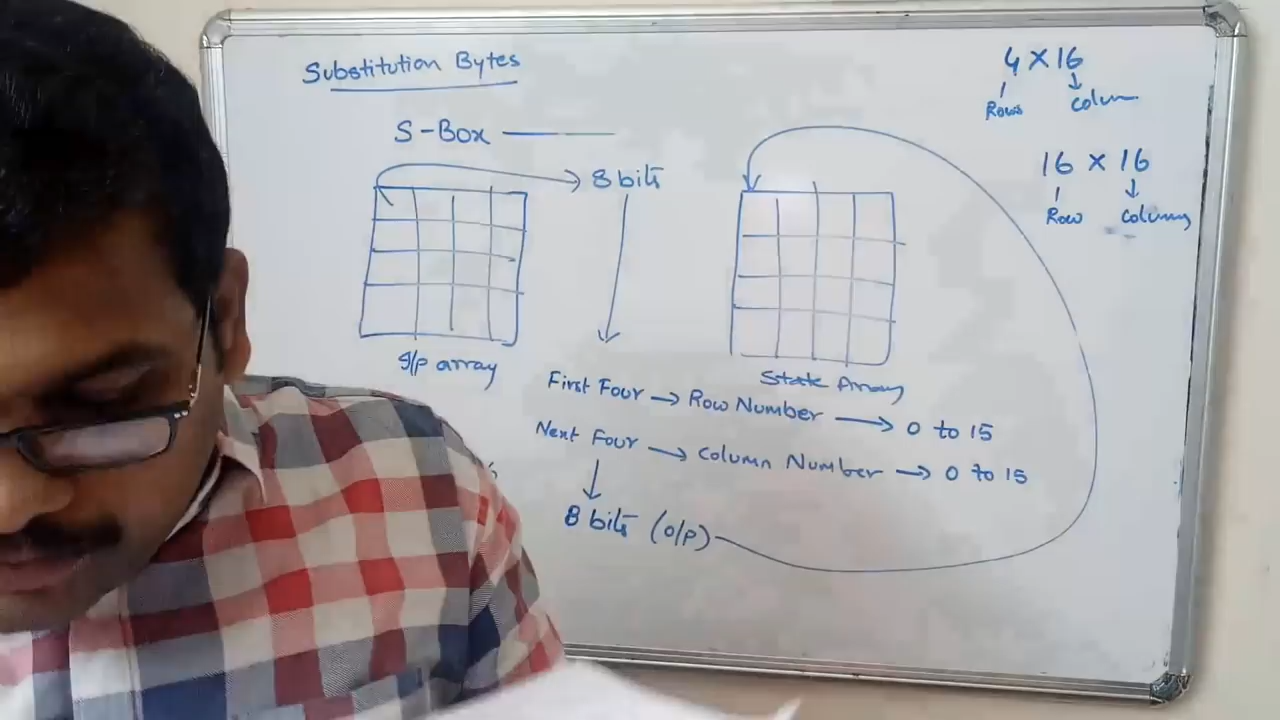 Substitution Bytes
4 X 16
Rows Colum
S-Box
16 X 16
Row Columns
8 bits
I/p array
State Array
First Four → Row Number → 0 to 15
Next Four → Column Number → 0 to 15
8 bits (O/P)